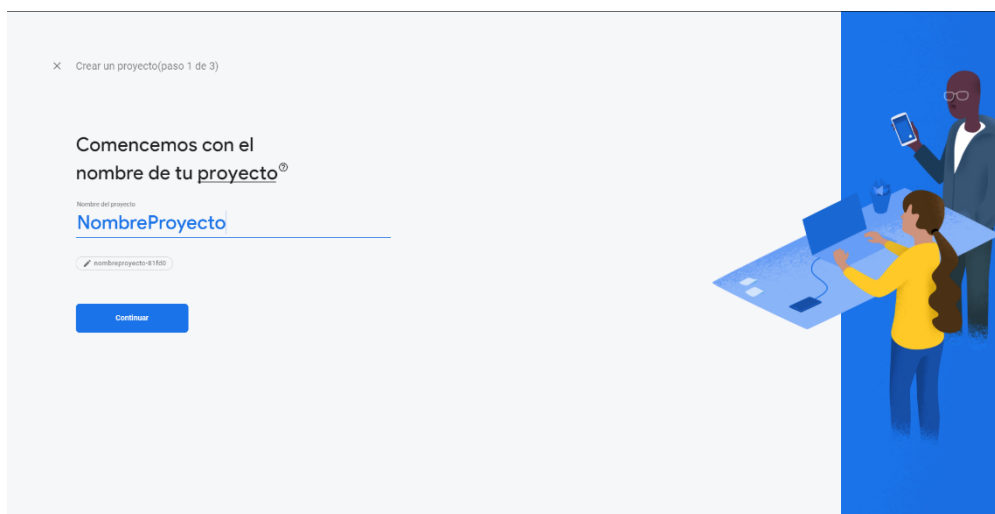 Crear un proyecto(paso 1 de 3)
Comencemos con el
nombre de tu proyecto
Nombre del proyecto
NombreProyecto
nombreproyecto-81fd0
Continuar